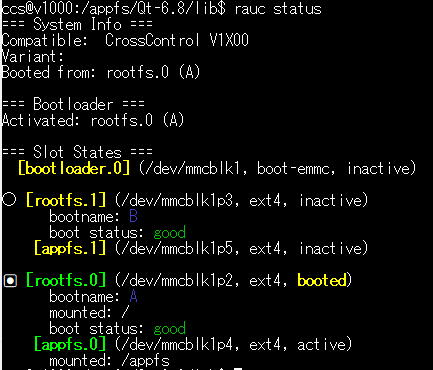 ccs@v1000:/appfs/Qt-6.8/lib$ rauc status
=== System Info ===
Compatible:  CrossControl V1X00
Variant:
Booted from: rootfs.0 (A)

=== Bootloader ===
Activated: rootfs.0 (A)

=== Slot States ===
  [bootloader.0] (/dev/mmcblk1, boot-emmc, inactive)

○ [rootfs.1] (/dev/mmcblk1p3, ext4, inactive)
      bootname: B
      boot status: good
    [appfs.1] (/dev/mmcblk1p5, ext4, inactive)

◉ [rootfs.0] (/dev/mmcblk1p2, ext4, booted)
      bootname: A
      mounted: /
      boot status: good
    [appfs.0] (/dev/mmcblk1p4, ext4, active)
      mounted: /appfs